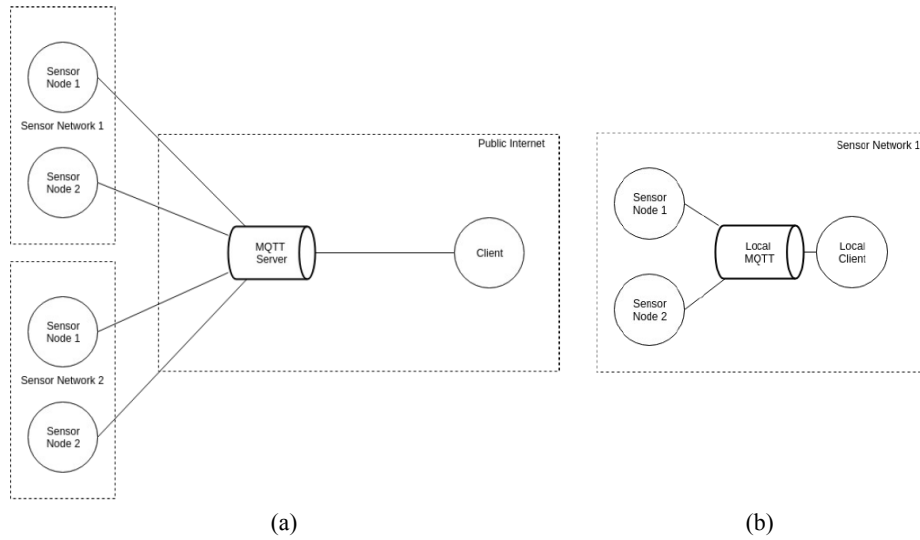 Sensor
Node 1
Sensor Network 1
Sensor
Node 2
Sensor
Node 1
Sensor Network 2
Sensor
Node 2
Public Internet
MQTT
Server
Client
(a)
Sensor Network 1
Sensor
Node 1
Sensor
Node 2
Local
MQTT
Local
Client
(b)